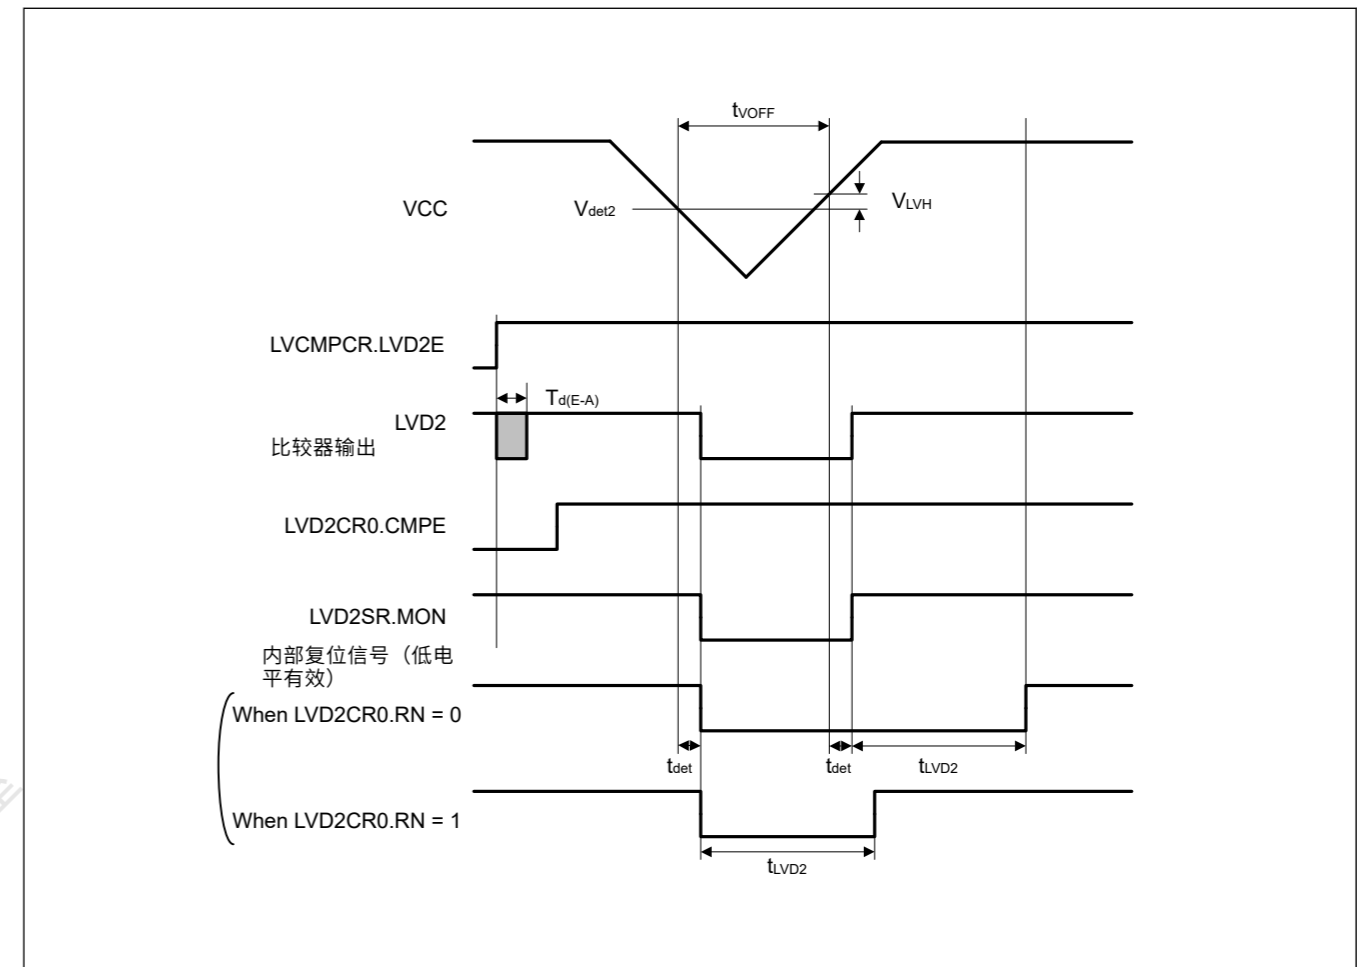 tVOFF
VCC
Vdet2
VLVH
LVCMPCR.LVD2E
Td(E-A)
LVD2
比较器输出
LVD2CR0.CMPE
LVD2SR.MON
内部复位信号（低电
平有效）
When LVD2CR0.RN = 0
tdet
tdet
tLVD2
When LVD2CR0.RN = 1
tLVD2